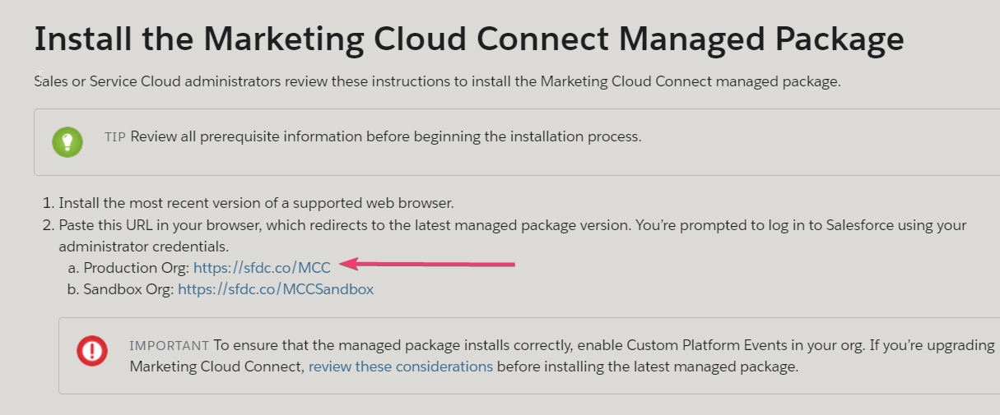 Install the Marketing Cloud Connect Managed Package
Sales or Service Cloud administrators review these instructions to install the Marketing Cloud Connect managed package.
TIP Review all prerequisite information before beginning the installation process.
1. Install the most recent version of a supported web browser.
2. Paste this URL in your browser, which redirects to the latest managed package version. You’re prompted to log in to Salesforce using your
administrator credentials.
a. Production Org: https://sfdc.co/MCC
b. Sandbox Org: https://sfdc.co/MCCSandbox
IMPORTANT To ensure that the managed package installs correctly, enable Custom Platform Events in your org. If you’re upgrading
Marketing Cloud Connect, review these considerations before installing the latest managed package.